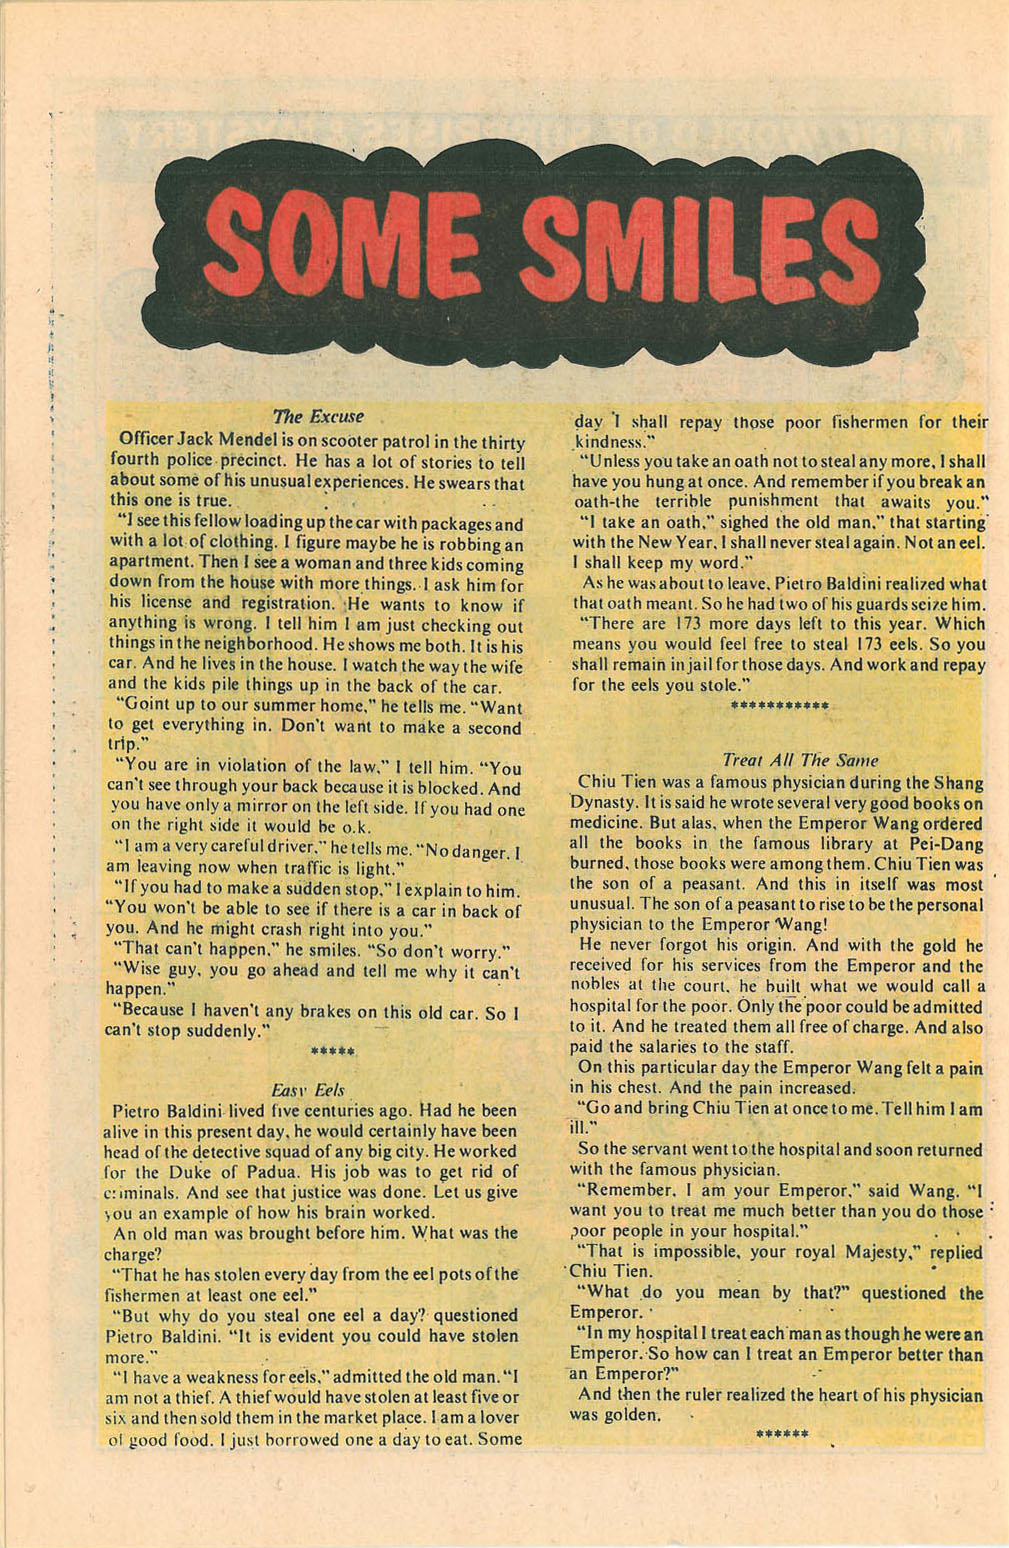 SOME SMILES
The Excuse
Officer Jack Mendel is on scooter patrol in the thirty
fourth police precinct. He has a lot of stories to tell
about some of his unusual experiences. He swears that
this one is true.
"I see this fellow loading up the car with packages and
with a lot of clothing. I figure maybe he is robbing an
apartment. Then I see a woman and three kids coming
down from the house with more things. I ask him for
his license and registration. He wants to know if
anything is wrong. I tell him I am just checking out
things in the neighborhood. He shows me both. It is his
car. And he lives in the house. I watch the way the wife
and the kids pile things up in the back of the car.
"Goint up to our summer home," he tells me. "Want
to get everything in. Don't want to make a second
trip."
"You are in violation of the law," I tell him. "You
can't see through your back because it is blocked. And
you have only a mirror on the left side. If you had one
on the right side it would be o.k.
"I am a very careful driver," he tells me. "No danger. I
am leaving now when traffic is light."
"If you had to make a sudden stop," I explain to him.
"You won't be able to see if there is a car in back of
you. And he might crash right into you."
"That can't happen," he smiles. "So don't worry."
"Wise guy, you go ahead and tell me why it can't
happen."
"Because I haven't any brakes on this old car. So I
can't stop suddenly."
*****
Easy Eels
Pietro Baldini lived five centuries ago. Had he been
alive in this present day, he would certainly have been
head of the detective squad of any big city. He worked
for the Duke of Padua. His job was to get rid of
criminals. And see that justice was done. Let us give
you an example of how his brain worked.
An old man was brought before him. What was the
charge?
"That he has stolen every day from the eel pots of the
fishermen at least one eel."
"But why do you steal one eel a day? questioned
Pietro Baldini. "It is evident you could have stolen
more."
"I have a weakness for eels," admitted the old man. "I
am not a thief. A thief would have stolen at least five or
six and then sold them in the market place. I am a lover
of good food. I just borrowed one a day to eat. Some
day I shall repay those poor fishermen for their
kindness."
"Unless you take an oath not to steal any more, I shall
have you hung at once. And remember if you break an
oath-the terrible punishment that awaits you."
"I take an oath," sighed the old man," that starting
with the New Year, I shall never steal again. Not an eel.
I shall keep my word."
As he was about to leave, Pietro Baldini realized what
that oath meant. So he had two of his guards seize him.
"There are 173 more days left to this year. Which
means you would feel free to steal 173 eels. So you
shall remain in jail for those days. And work and repay
for the eels you stole."
***********
Treat All The Same
Chiu Tien was a famous physician during the Shang
Dynasty. It is said he wrote several very good books on
medicine. But alas, when the Emperor Wang ordered
all the books in the famous library at Pei-Dang
burned, those books were among them. Chiu Tien was
the son of a peasant. And this in itself was most
unusual. The son of a peasant to rise to be the personal
physician to the Emperor Wang!
He never forgot his origin. And with the gold he
received for his services from the Emperor and the
nobles at the court, he built what we would call a
hospital for the poor. Only the poor could be admitted
to it. And he treated them all free of charge. And also
paid the salaries to the staff.
On this particular day the Emperor Wang felt a pain
in his chest. And the pain increased.
"Go and bring Chiu Tien at once to me. Tell him I am
ill."
So the servant went to the hospital and soon returned
with the famous physician.
"Remember, I am your Emperor," said Wang. "I
want you to treat me much better than you do those
poor people in your hospital."
"That is impossible, your royal Majesty," replied
Chiu Tien.
"What do you mean by that?" questioned the
Emperor.
"In my hospital I treat each man as though he were an
Emperor. So how can I treat an Emperor better than
an Emperor?"
And then the ruler realized the heart of his physician
was golden.
******